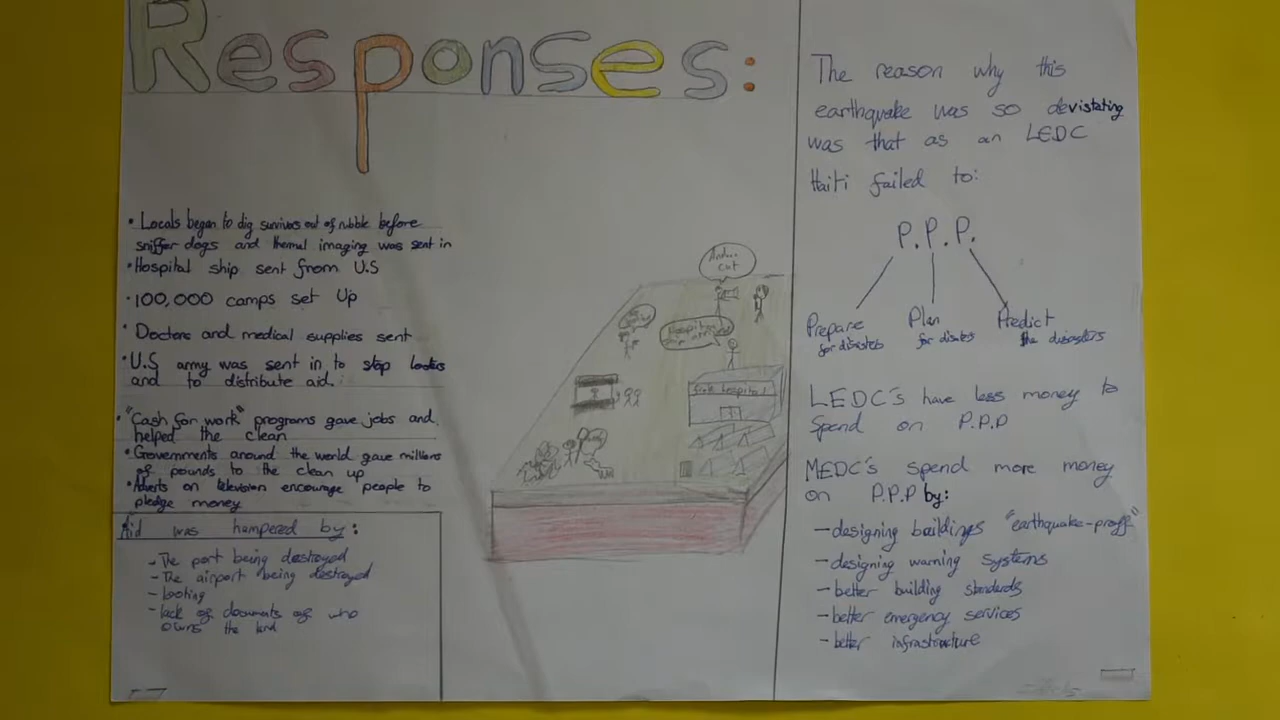 Responses:
• Locals began to dig survivors out of rubble before
sniffer dogs and thermal imaging was sent in
• Hospital ship sent from U.S
• 100,000 camps set Up
• Doctors and medical supplies sent
• U.S army was sent in to stop
and to distribute aid.
• "Cash for work" programs gave jobs and
helped the clean
• Governments around the world gave millions
of pounds to the clean up
• Adverts on television encourage people to
pledge money
Aid was hampered by:
- The port being destroyed
- The airport being destroyed
- looting
- lack of documents of who
owns the land
cut
Hospital
ship arrived
hospital
The reason why this
earthquake was so devistating
was that as an LEDC
Haiti failed to:
P.P.P.
Prepare
for disasters
Plan
for disasters
Predict
the disasters
LEDC's have less money to
spend on P.P.P
MEDC's spend more money
on P.P.P by:
- designing buildings "earthquake-proff"
- designing warning systems
- better building standards
- better emergency services
- better infrastructure